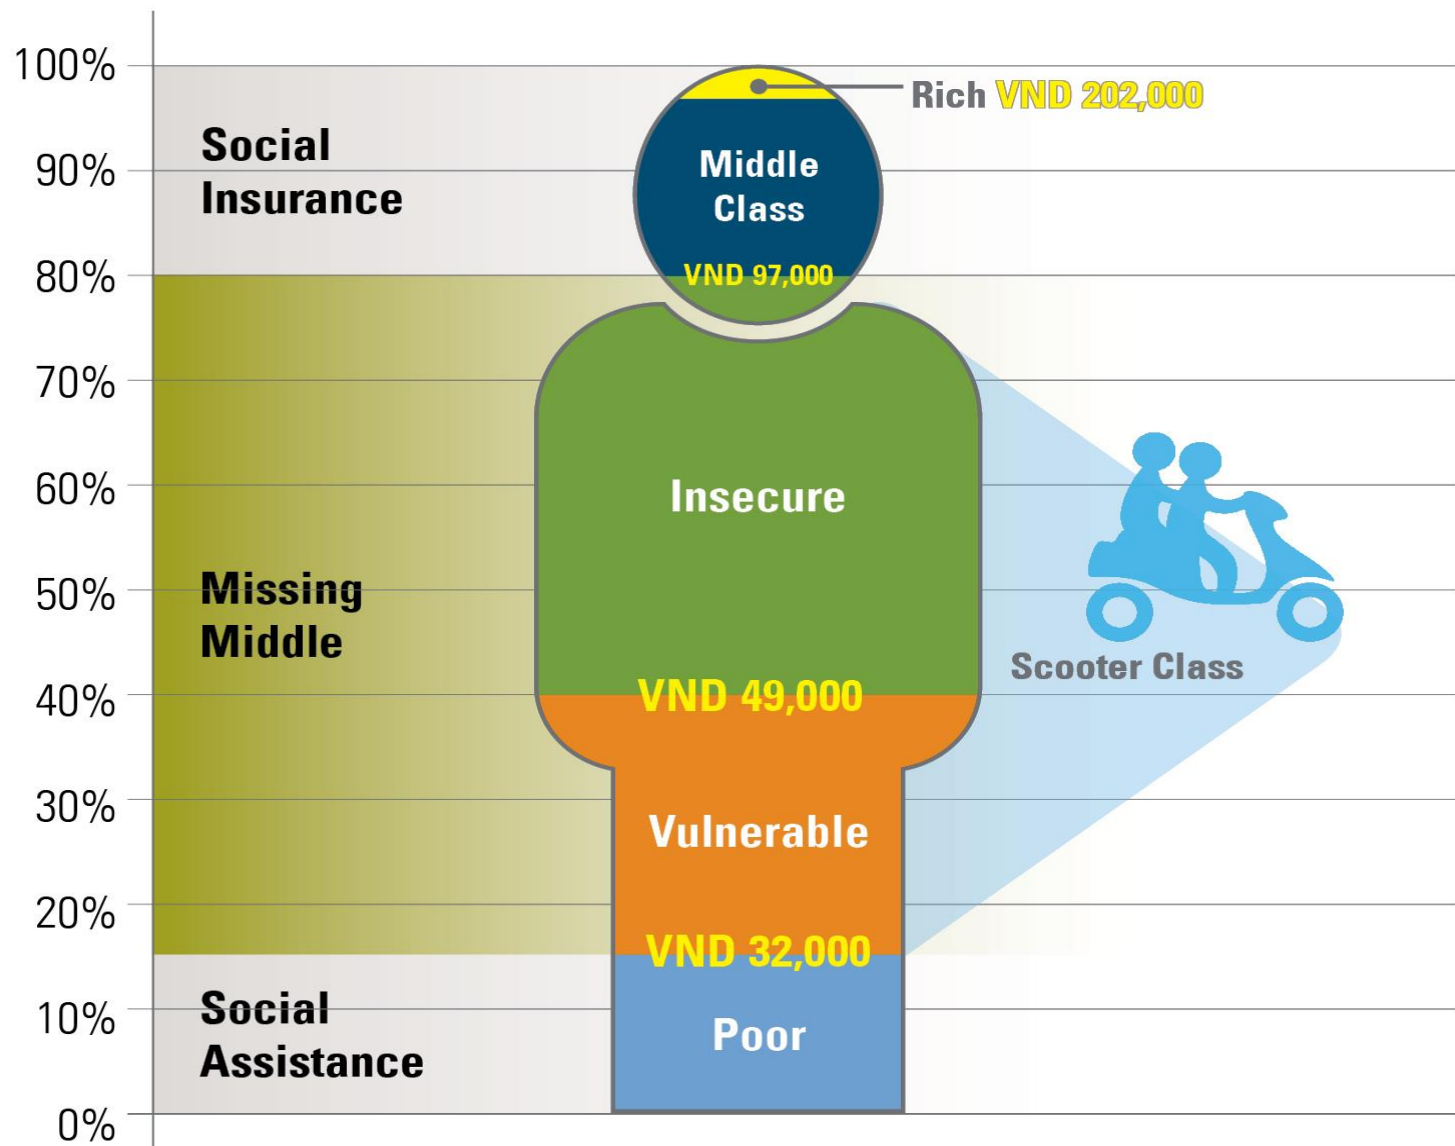 100%
Rich VND 202,000
Social
Insurance
90%
Middle
Class
80%
VND 97,000
70%
60%
Insecure
50%
Missing
Middle
Scooter Class
40%
VND 49,000
30%
Vulnerable
20%
VND 32,000
10%
Social
Assistance
Poor
0%